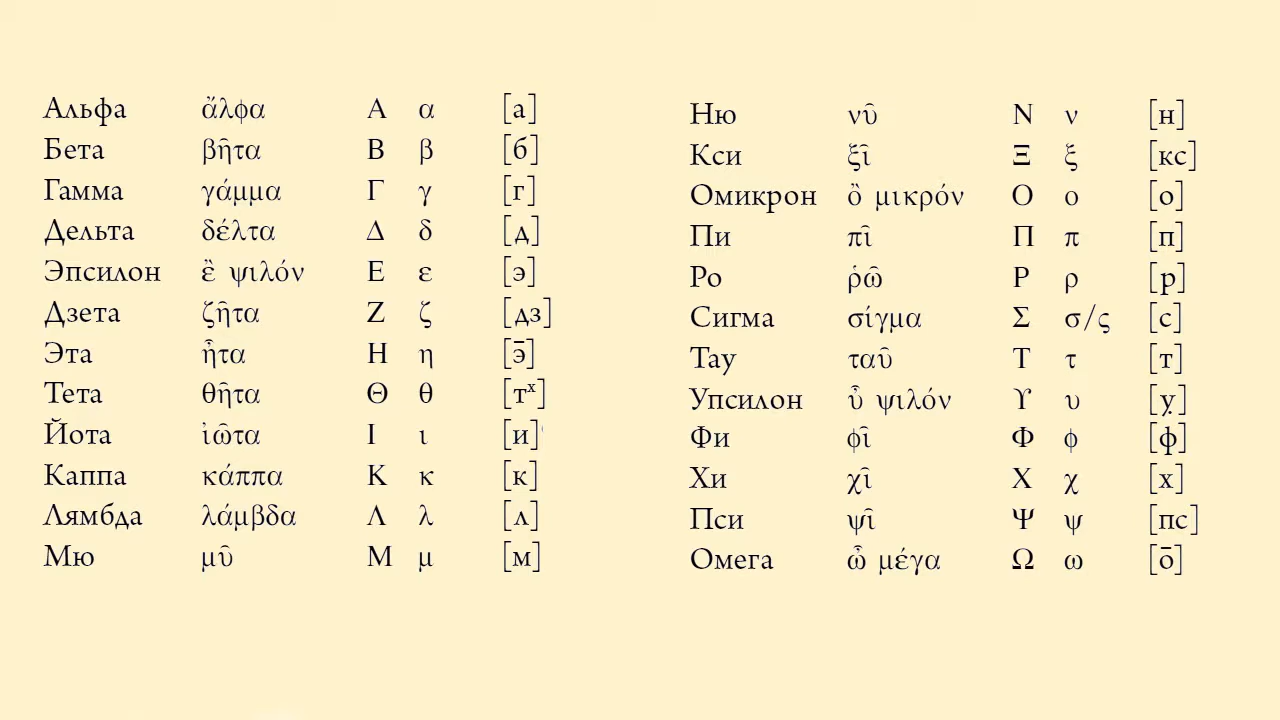 Альфа ἄλφα Α α [а]
Бета βῆτα Β β [б]
Гамма γάμμα Γ γ [г]
Дельта δέλτα Δ δ [д]
Эпсилон ἒ ψιλόν Ε ε [э]
Дзета ζῆτα Ζ ζ [дз]
Эта ἦτα Η η [э̄]
Тета θῆτα Θ θ [тˣ]
Йота ἰῶτα Ι ι [и]
Каппа κάππα Κ κ [к]
Лямбда λάμβδα Λ λ [л]
Мю μῦ Μ μ [м]
Ню νῦ Ν ν [н]
Кси ξῖ Ξ ξ [кс]
Омикрон ὂ μικρόν Ο ο [о]
Пи πῖ Π π [п]
Ро ῥῶ Ρ ρ [р]
Сигма σίγμα Σ σ/ς [с]
Тау ταῦ Τ τ [т]
Упсилон ὖ ψιλόν ϒ υ [у]
Фи φῖ Φ φ [ф]
Хи χῖ Χ χ [х]
Пси ψῖ Ψ ψ [пс]
Омега ὦ μέγα Ω ω [о̄]